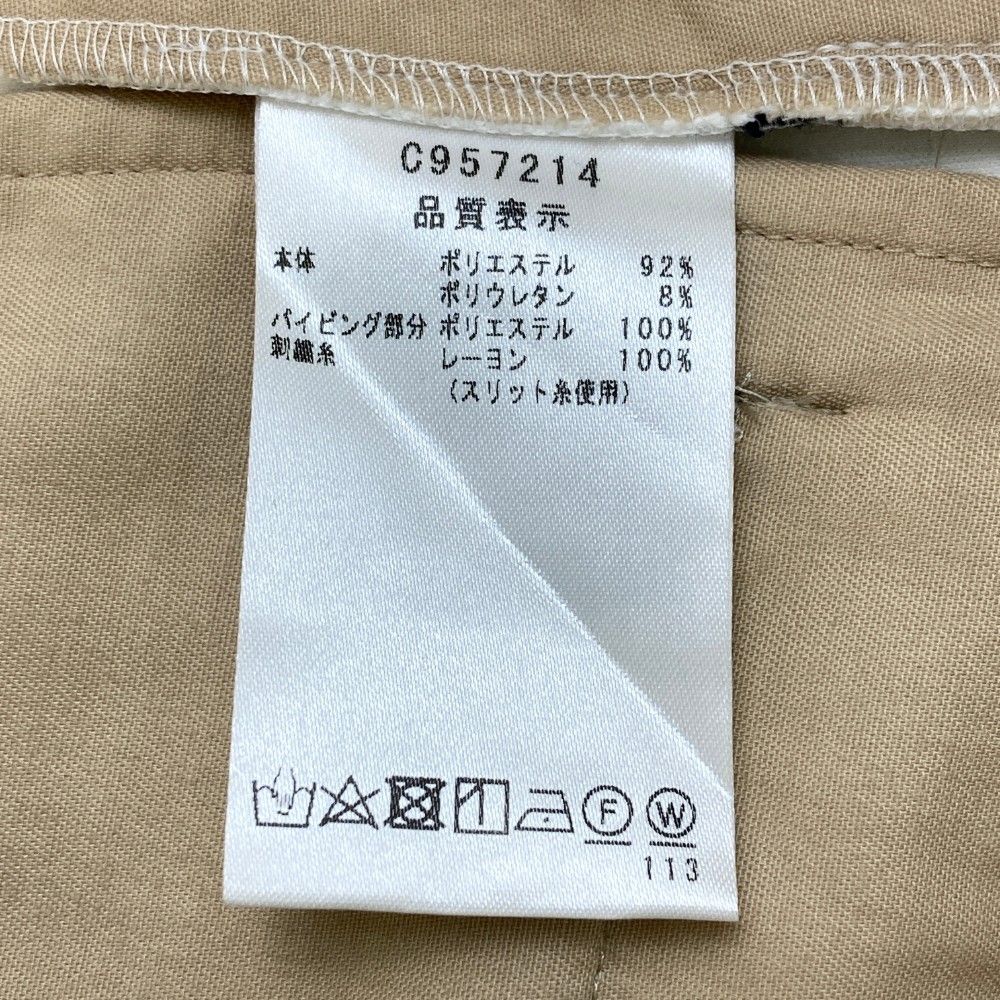 C957214
品質表示
本体 ポリエステル 92%
ポリウレタン 8%
パイピング部分 ポリエステル 100%
刺繍糸 レーヨン 100%
(スリット糸使用)
F W
113